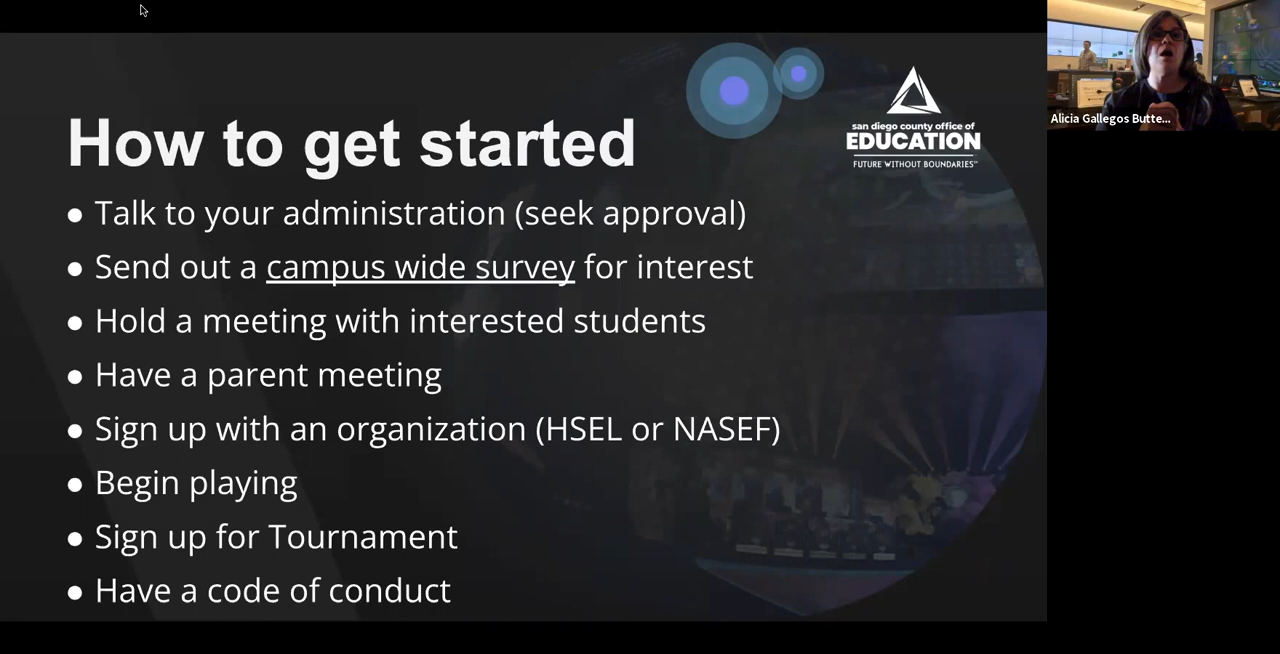 How to get started
● Talk to your administration (seek approval)
● Send out a campus wide survey for interest
● Hold a meeting with interested students
● Have a parent meeting
● Sign up with an organization (HSEL or NASEF)
● Begin playing
● Sign up for Tournament
● Have a code of conduct
san diego county office of
EDUCATION
FUTURE WITHOUT BOUNDARIES™
Alicia Gallegos Butte...